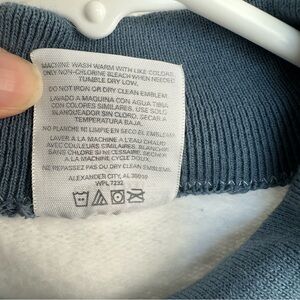 MACHINE WASH WARM WITH LIKE COLORS.
ONLY NON-CHLORINE BLEACH WHEN NEEDED.
TUMBLE DRY LOW.
DO NOT IRON OR DRY CLEAN EMBLEM.
LAVADO A MAQUINA CON AGUA TIBIA
CON COLORES SIMILARES. USE SOLO
BLANQUEADOR SIN CLORO. SECAR A
TEMPERATURA BAJA.
NO PLANCHE NI LIMPIE EN SECO EL EMBLEMA.
LAVER A LA MACHINE A L'EAU CHAUD
AVEC COULEURS SIMILAIRES. BLANCHIR
SANS CHLORE SI NECESSAIRE. SECHER
A LA MACHINE CYCLE DOUX.
NE REPASSEZ PAS OU DRY CLEAN EMBLEME.
ALEXANDER CITY, AL 35010
WPL 7232